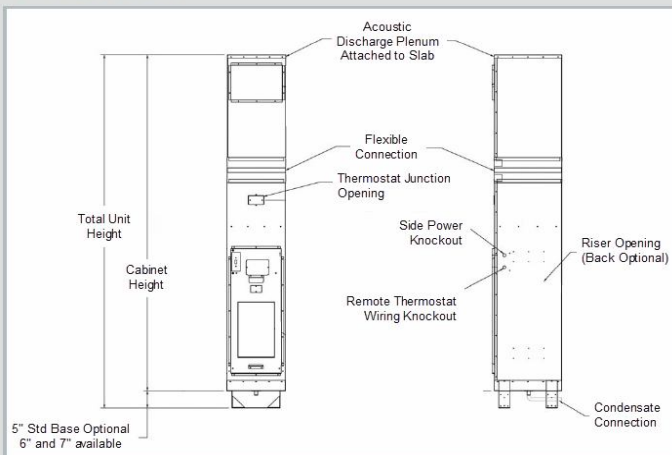 Acoustic
Discharge Plenum
Attached to Slab
Flexible
Connection
Thermostat Junction
Opening
Total Unit
Height
Cabinet
Height
Side Power
Knockout
Riser Opening
(Back Optional)
Remote Thermostat
Wiring Knockout
5" Std Base Optional
6" and 7" available
Condensate
Connection